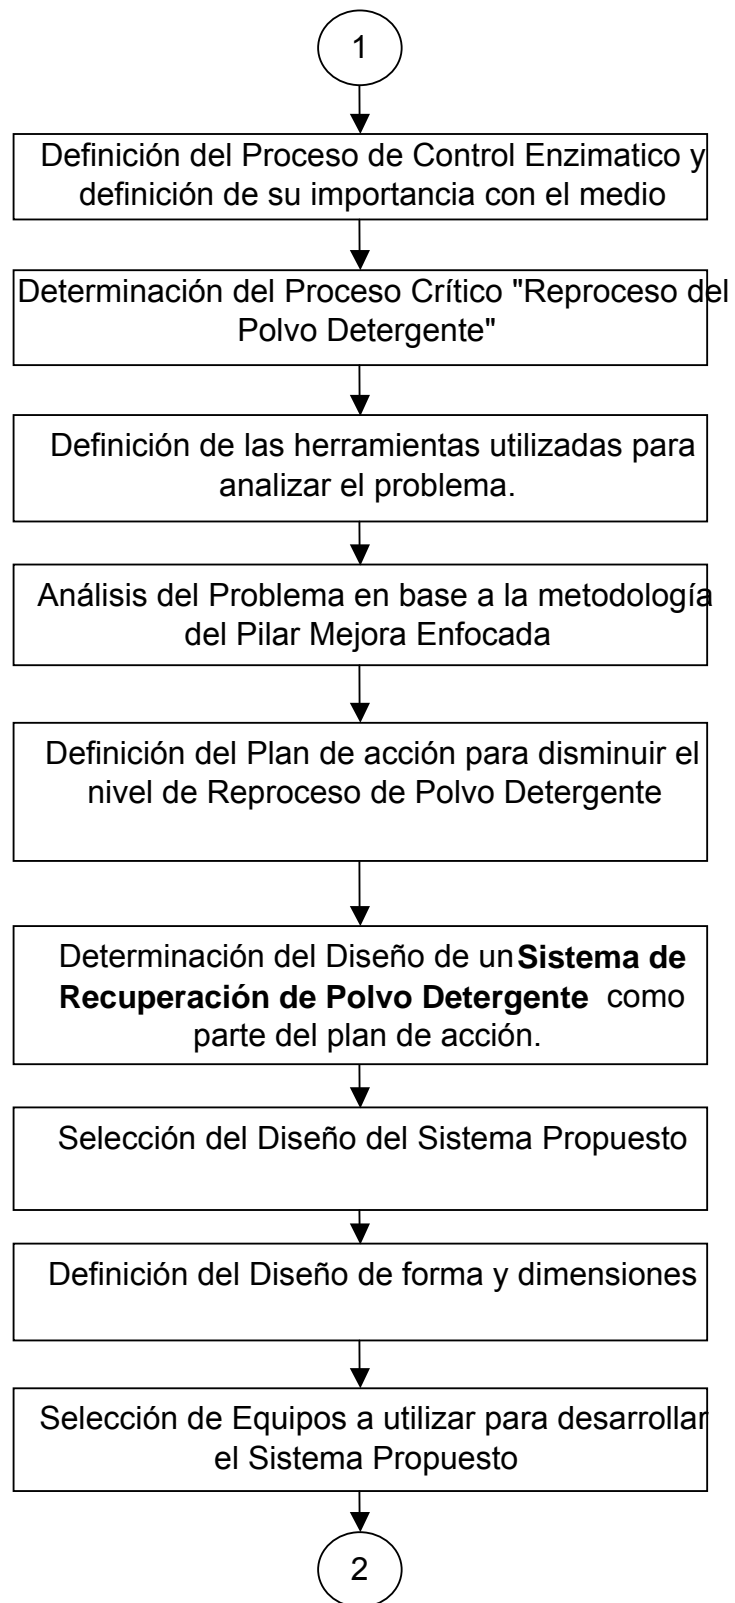 1
Definición del Proceso de Control Enzimatico y
definición de su importancia con el medio
Determinación del Proceso Crítico "Reproceso del
Polvo Detergente"
Definición de las herramientas utilizadas para
analizar el problema.
Análisis del Problema en base a la metodología
del Pilar Mejora Enfocada
Definición del Plan de acción para disminuir el
nivel de Reproceso de Polvo Detergente
Determinación del Diseño de un Sistema de
Recuperación de Polvo Detergente como
parte del plan de acción.
Selección del Diseño del Sistema Propuesto
Definición del Diseño de forma y dimensiones
Selección de Equipos a utilizar para desarrollar
el Sistema Propuesto
2